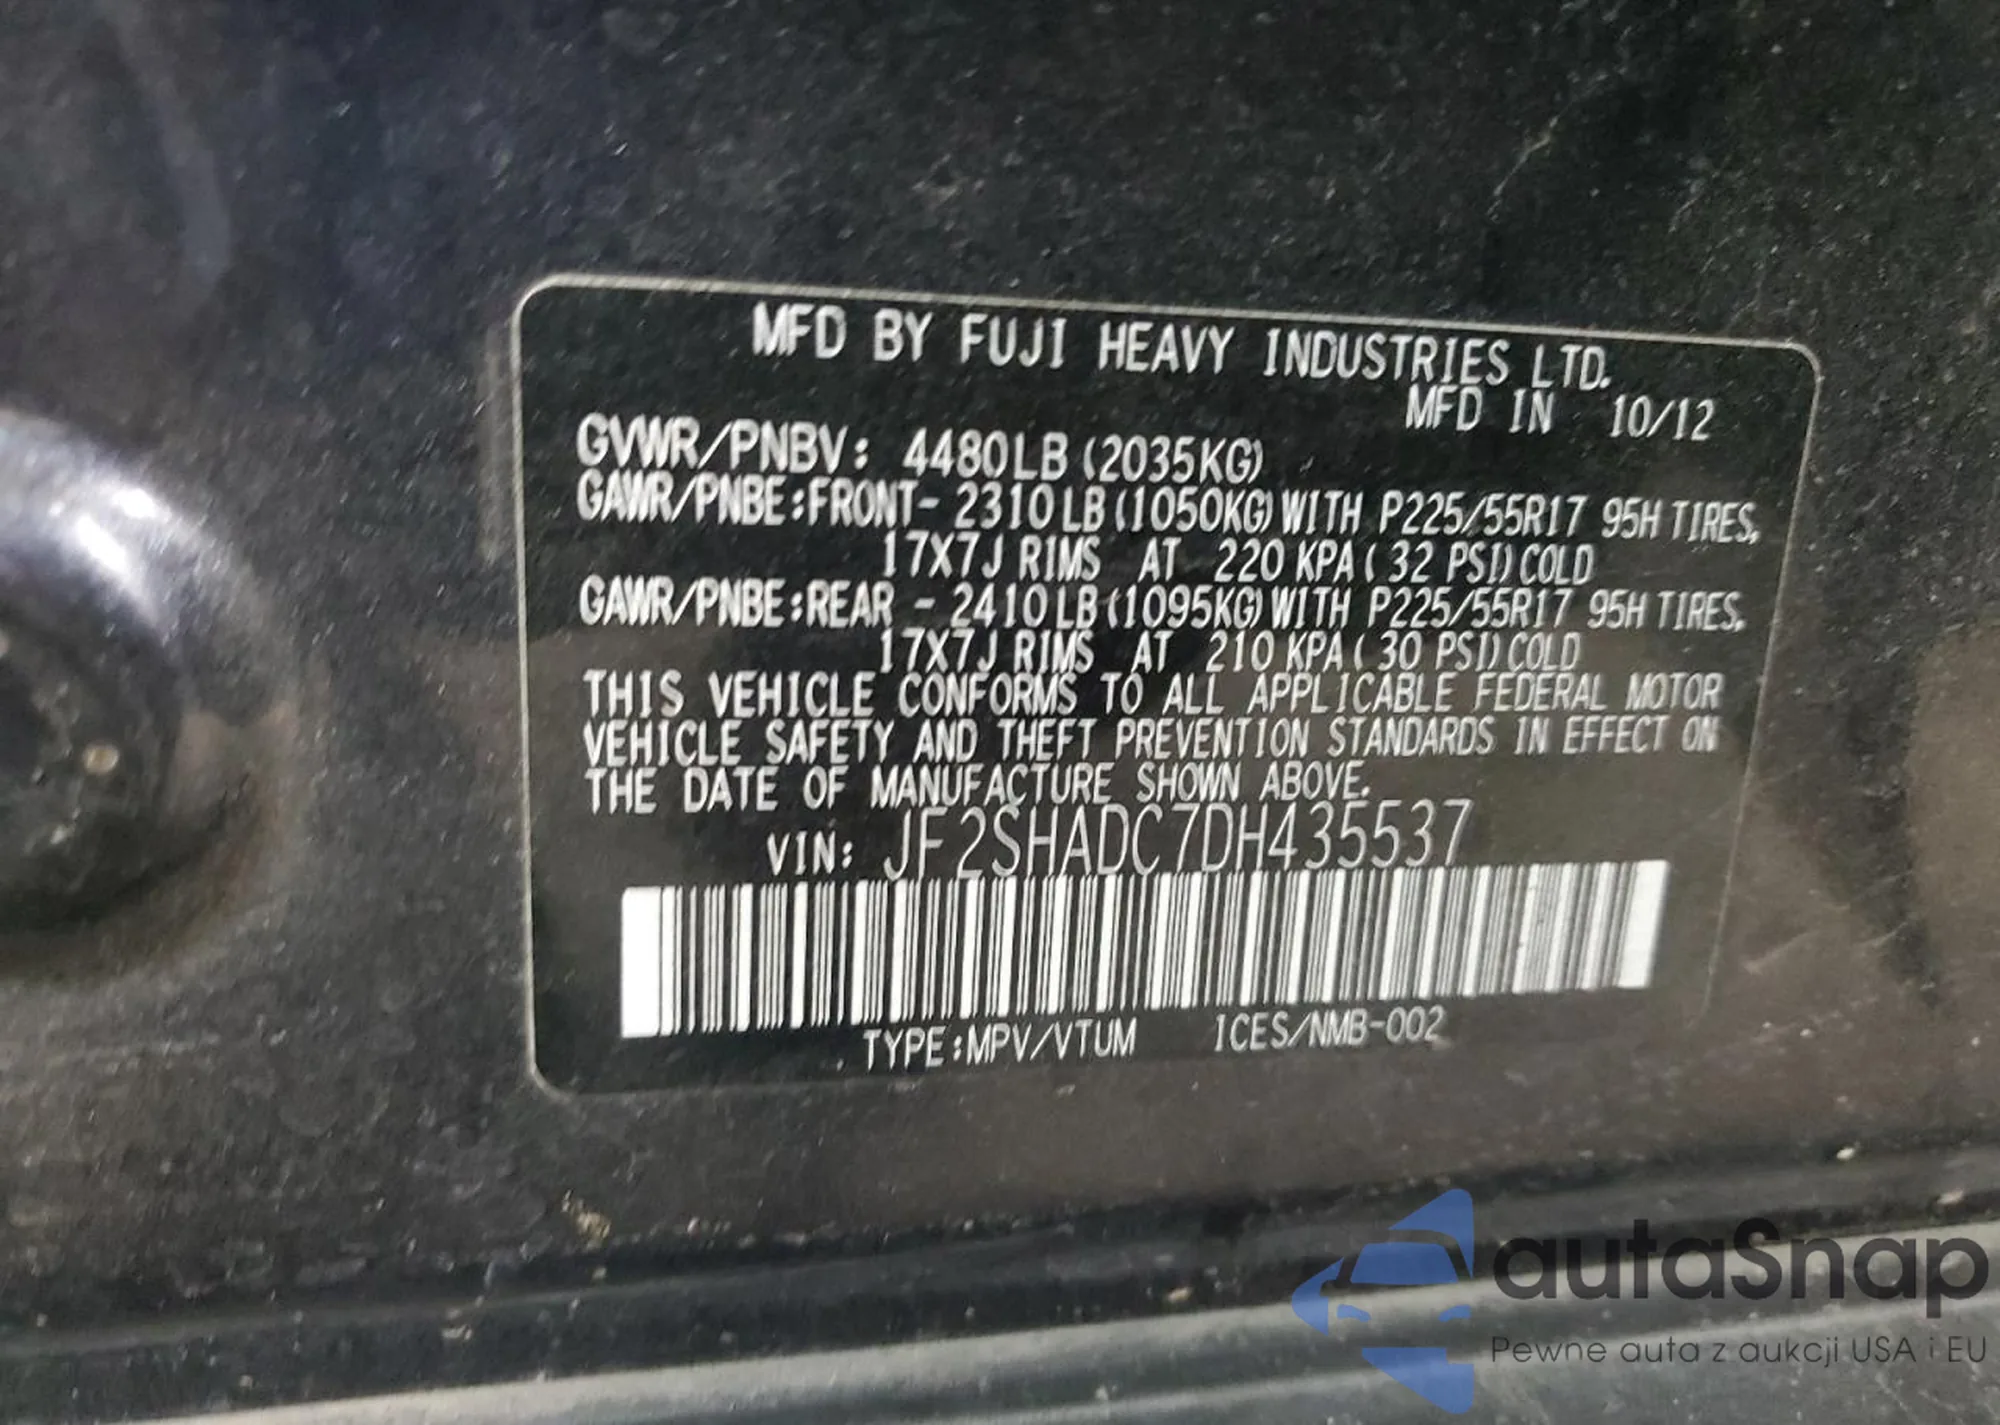 MFD BY FUJI HEAVY INDUSTRIES LTD.
MFD IN 10/12
GVWR/PNBV: 4480LB (2035KG)
GAWR/PNBE:FRONT- 2310LB (1050KG) WITH P225/55R17 95H TIRES,
17X7J RIMS AT 220 KPA ( 32 PSI) COLD
GAWR/PNBE:REAR - 2410LB (1095KG) WITH P225/55R17 95H TIRES,
17X7J RIMS AT 210 KPA ( 30 PSI) COLD
THIS VEHICLE CONFORMS TO ALL APPLICABLE FEDERAL MOTOR
VEHICLE SAFETY AND THEFT PREVENTION STANDARDS IN EFFECT ON
THE DATE OF MANUFACTURE SHOWN ABOVE.
VIN: JF2SHADC7DH435537
TYPE:MPV/VTUM ICES/NMB-002
autaSnap
Pewne auta z aukcji USA i EU